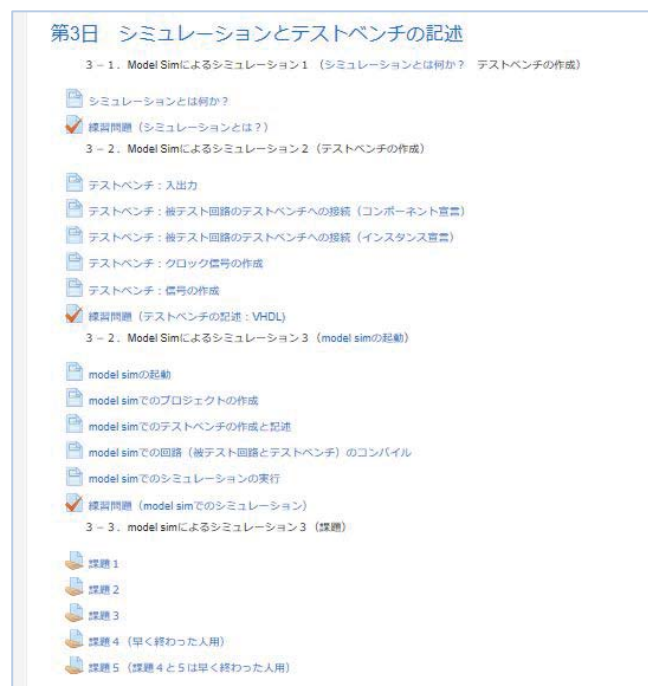 第3日　シミュレーションとテストベンチの記述
３－１．Model Simによるシミュレーション１（シミュレーションとは何か？　テストベンチの作成）
シミュレーションとは何か？
練習問題（シミュレーションとは？）
３－２．Model Simによるシミュレーション２（テストベンチの作成）
テストベンチ：入出力
テストベンチ：被テスト回路のテストベンチへの接続（コンポーネント宣言）
テストベンチ：被テスト回路のテストベンチへの接続（インスタンス宣言）
テストベンチ：クロック信号の作成
テストベンチ：信号の作成
練習問題（テストベンチの記述：VHDL)
３－２．Model Simによるシミュレーション３（model simの起動）
model simの起動
model simでのプロジェクトの作成
model simでのテストベンチの作成と記述
model simでの回路（被テスト回路とテストベンチ）のコンパイル
model simでのシミュレーションの実行
練習問題（model simでのシミュレーション）
３－３．model simによるシミュレーション３（課題）
課題１
課題２
課題３
課題４（早く終わった人用）
課題５（課題４と５は早く終わった人用）